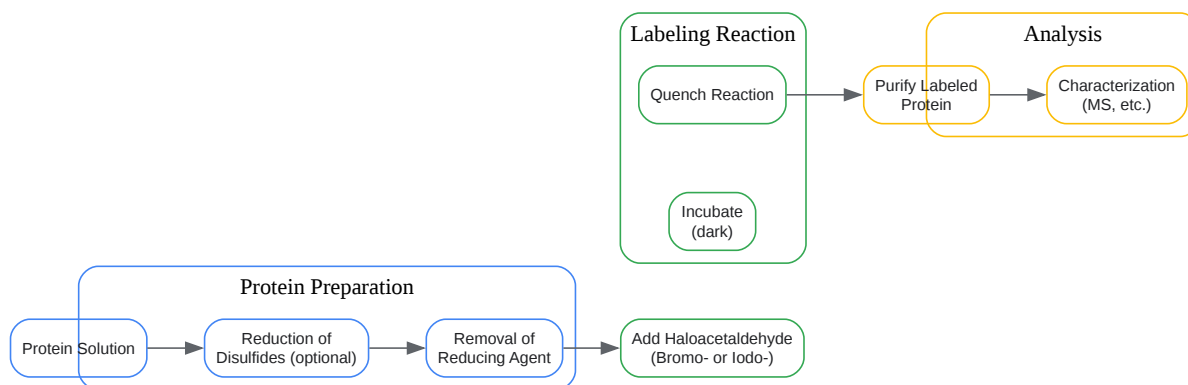 Labeling Reaction
Analysis
Quench Reaction
Purify Labeled
Protein
Characterization
(MS, etc.)
Incubate
(dark)
Protein Preparation
Protein Solution
Reduction of
Disulfides (optional)
Removal of
Reducing Agent
Add Haloacetaldehyde
(Bromo- or Iodo-)